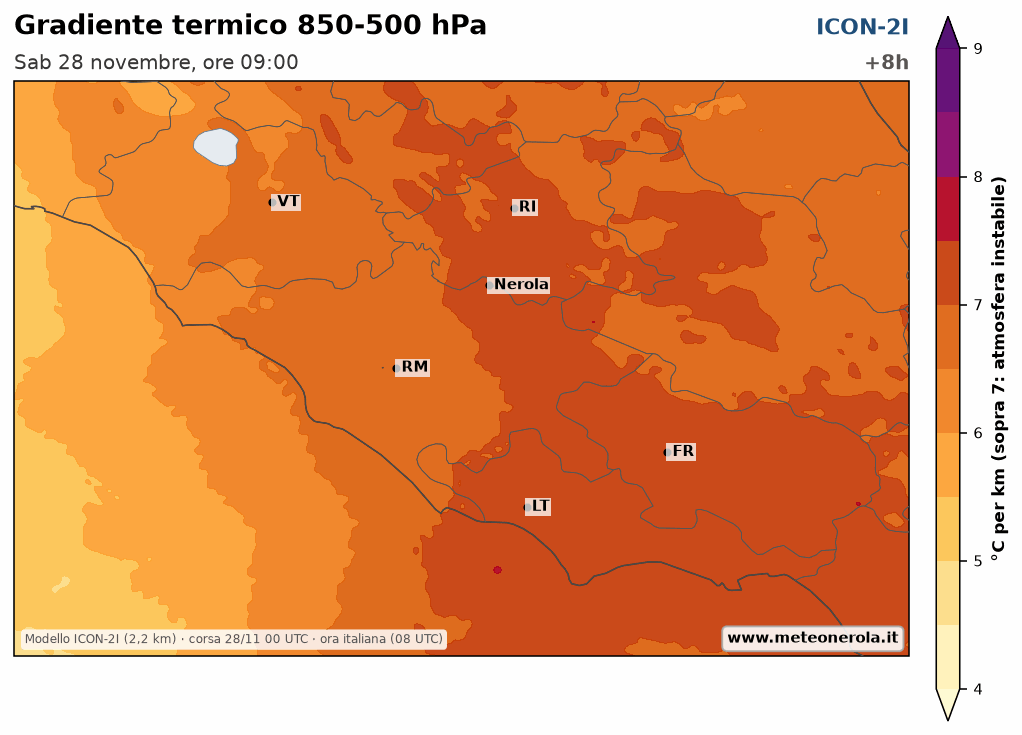 Gradiente termico 850-500 hPa
ICON-2I
Sab 28 novembre, ore 09:00
+8h
VT
RI
Nerola
RM
FR
LT
Modello ICON-2I (2,2 km) · corsa 28/11 00 UTC · ora italiana (08 UTC)
www.meteonerola.it
9
8
7
6
5
4
°C per km (sopra 7: atmosfera instabile)